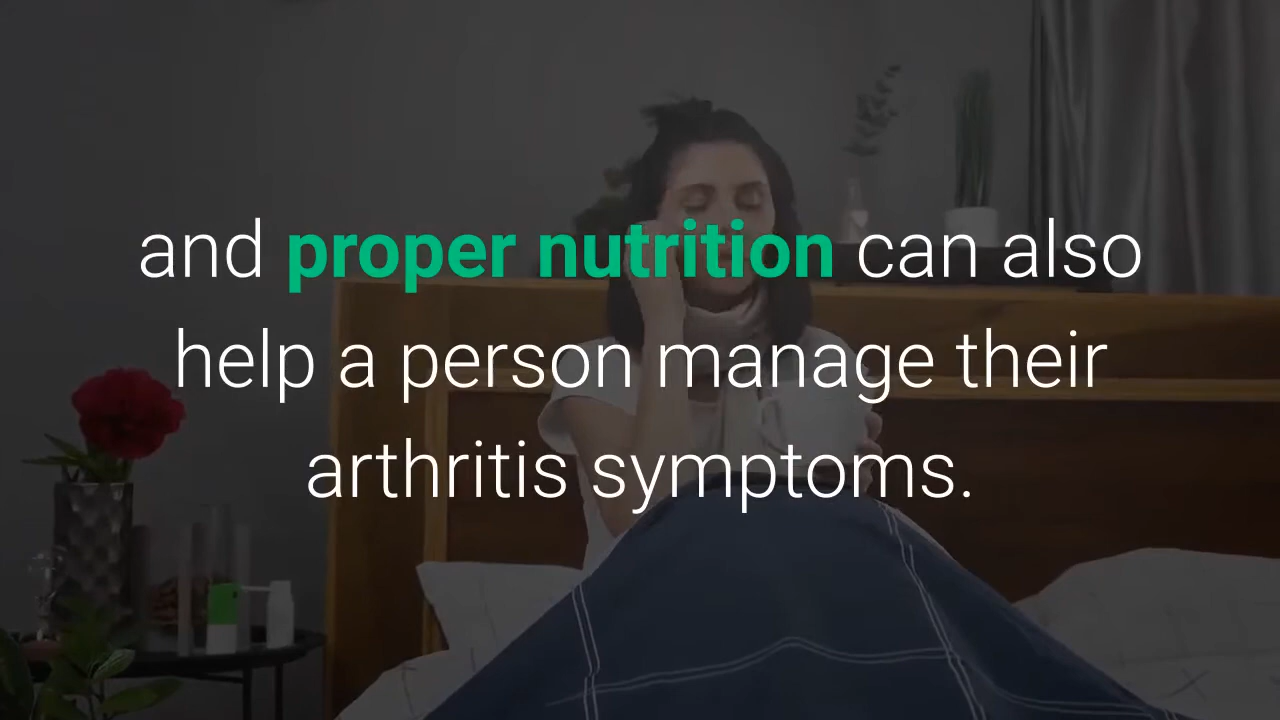 and proper nutrition can also
help a person manage their
arthritis symptoms.